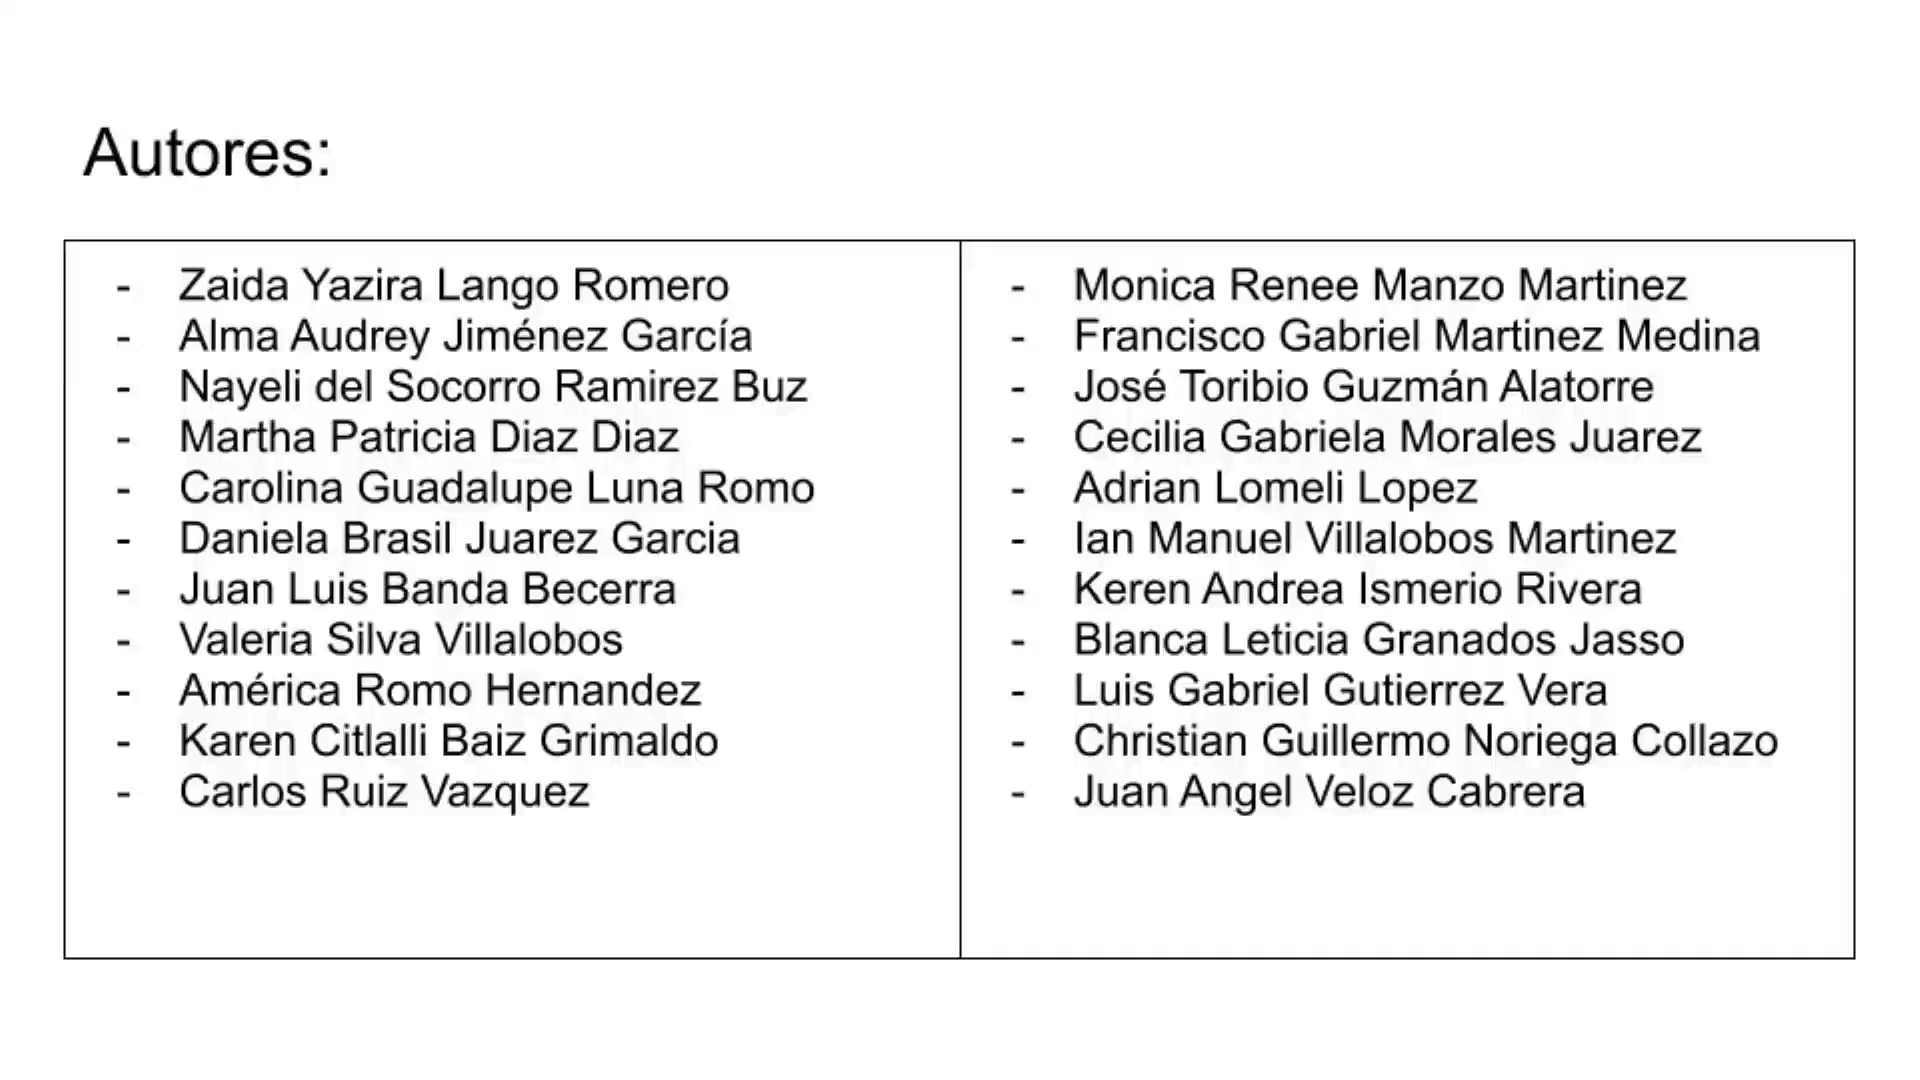 Autores:
- Zaida Yazira Lango Romero
- Alma Audrey Jiménez García
- Nayeli del Socorro Ramirez Buz
- Martha Patricia Diaz Diaz
- Carolina Guadalupe Luna Romo
- Daniela Brasil Juarez Garcia
- Juan Luis Banda Becerra
- Valeria Silva Villalobos
- América Romo Hernandez
- Karen Citlalli Baiz Grimaldo
- Carlos Ruiz Vazquez
- Monica Renee Manzo Martinez
- Francisco Gabriel Martinez Medina
- José Toribio Guzmán Alatorre
- Cecilia Gabriela Morales Juarez
- Adrian Lomeli Lopez
- Ian Manuel Villalobos Martinez
- Keren Andrea Ismerio Rivera
- Blanca Leticia Granados Jasso
- Luis Gabriel Gutierrez Vera
- Christian Guillermo Noriega Collazo
- Juan Angel Veloz Cabrera